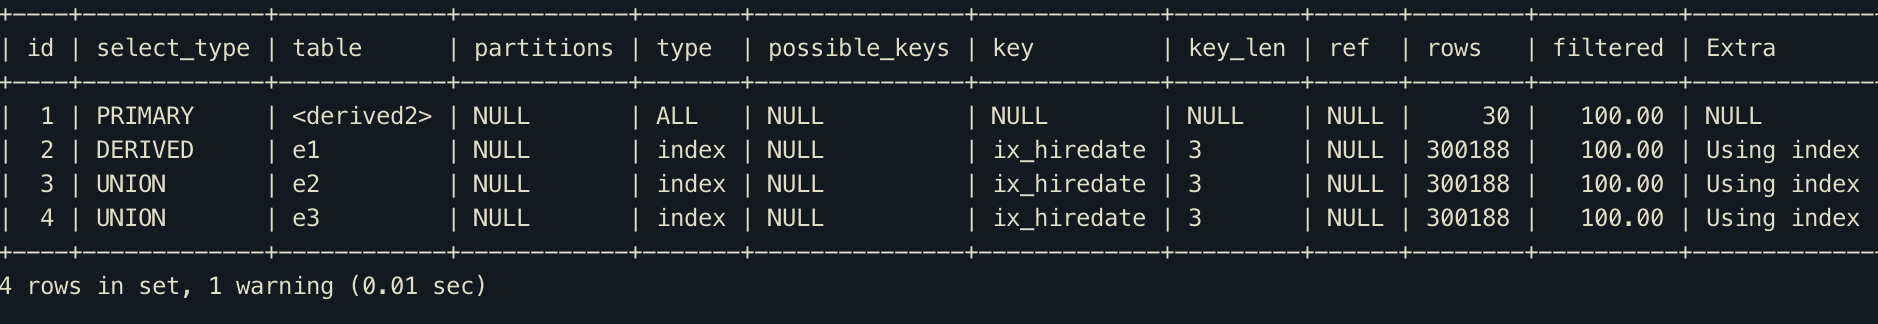 | id | select_type | table | partitions | type | possible_keys | key | key_len | ref | rows | filtered | Extra
| 1 | PRIMARY | <derived2> | NULL | ALL | NULL | NULL | NULL | NULL | 30 | 100.00 | NULL
| 2 | DERIVED | e1 | NULL | index | NULL | ix_hiredate | 3 | NULL | 300188 | 100.00 | Using index
| 3 | UNION | e2 | NULL | index | NULL | ix_hiredate | 3 | NULL | 300188 | 100.00 | Using index
| 4 | UNION | e3 | NULL | index | NULL | ix_hiredate | 3 | NULL | 300188 | 100.00 | Using index
4 rows in set, 1 warning (0.01 sec)